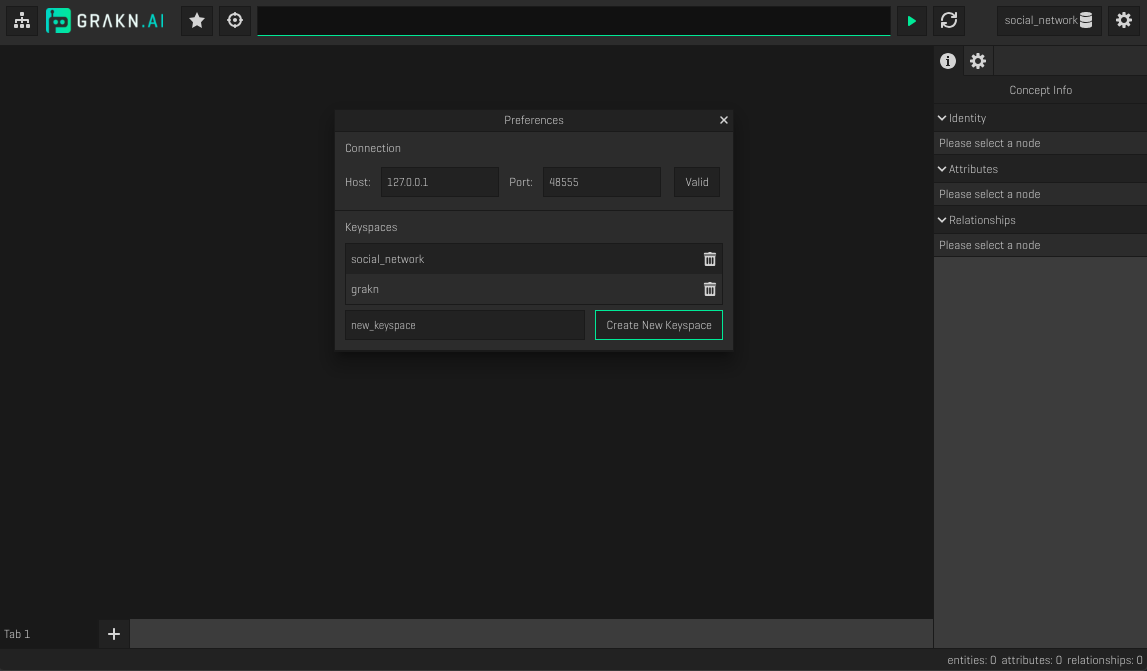 GRAKN.AI
social_network
Concept Info
Identity
Please select a node
Attributes
Please select a node
Relationships
Please select a node
Preferences
Connection
Host: 127.0.0.1 Port: 48555 Valid
Keyspaces
social_network
grakn
new_keyspace Create New Keyspace
Tab 1
entities: 0 attributes: 0 relationships: 0